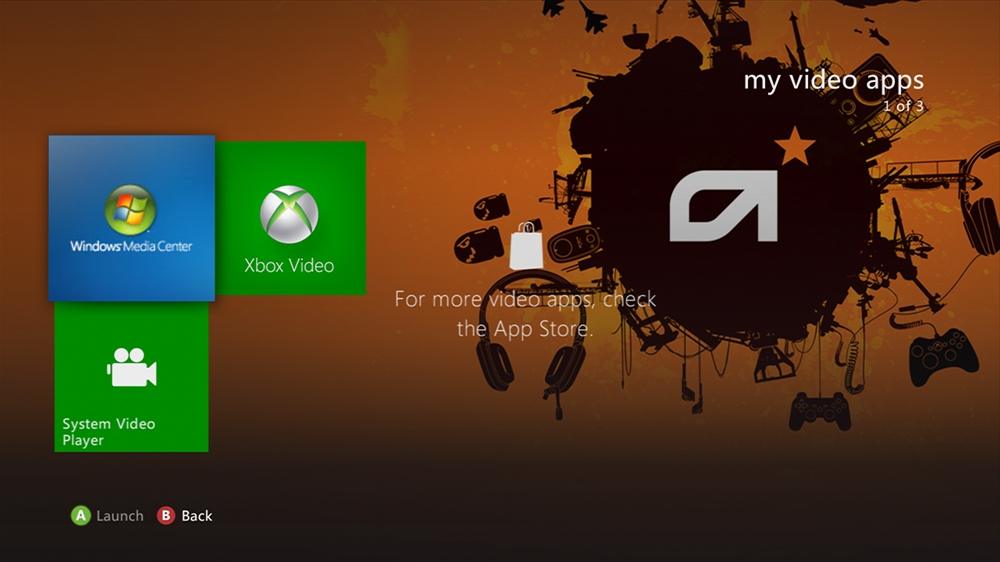 my video apps
1 of 3
Windows Media Center
Xbox Video
For more video apps, check
the App Store.
System Video
Player
A Launch B Back